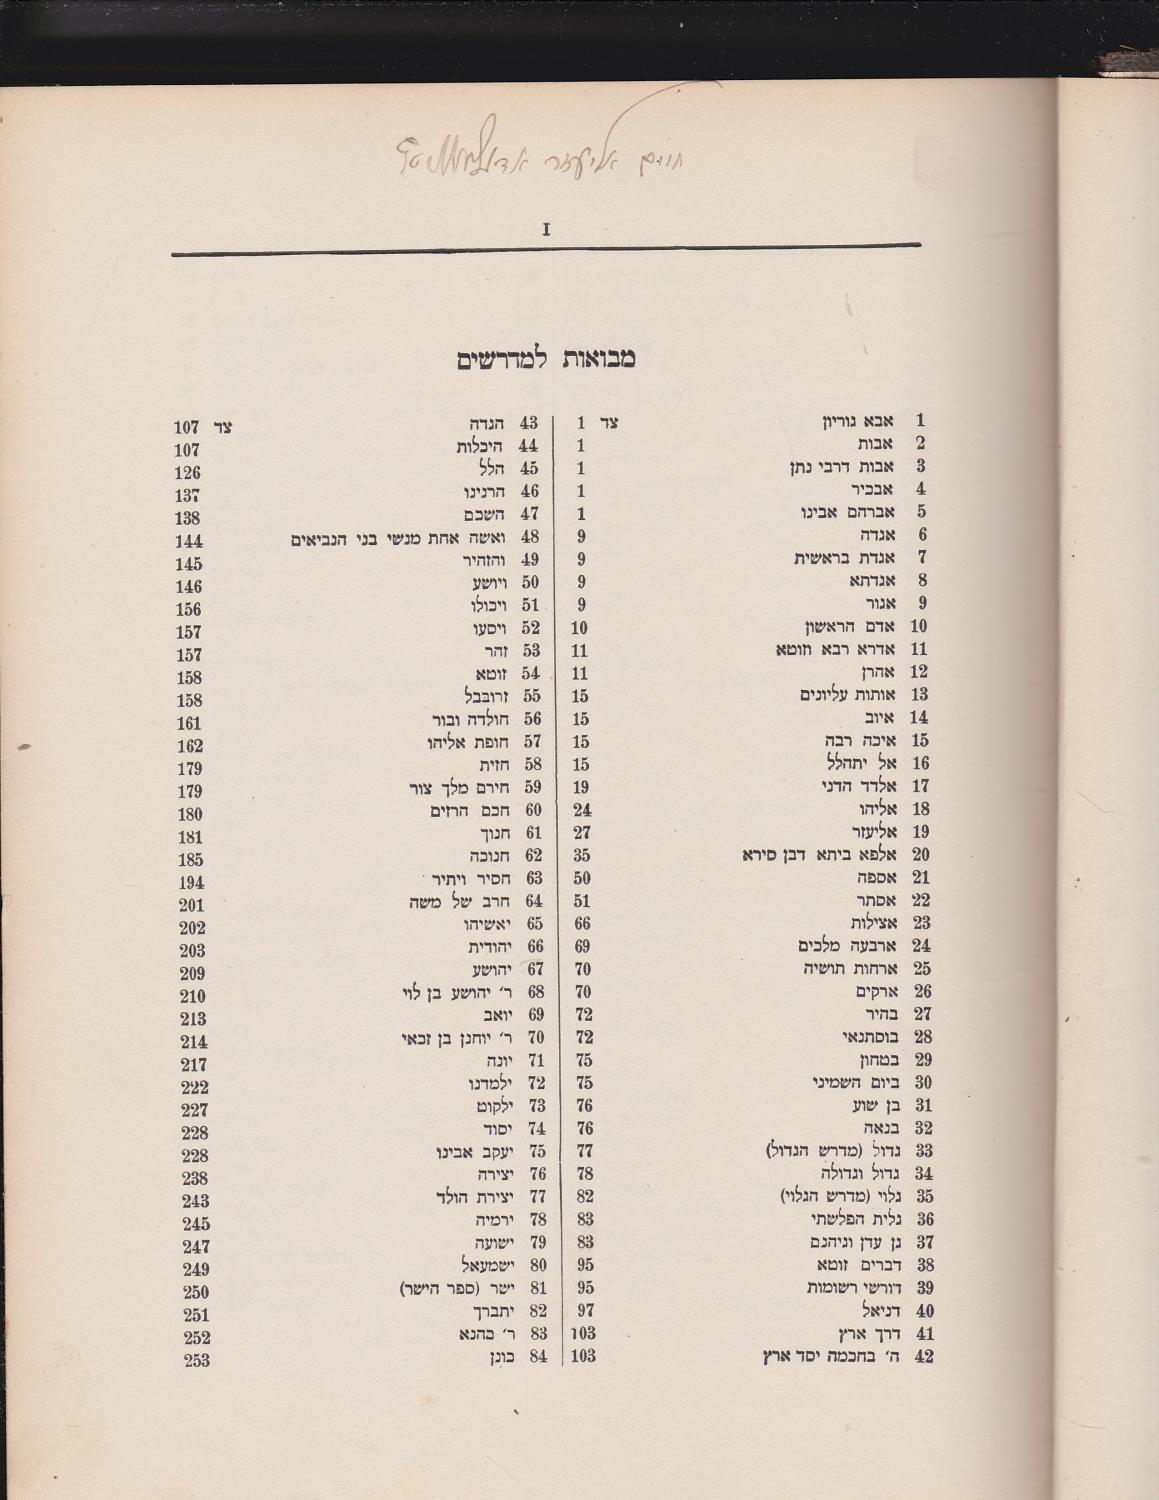 חיים אליעזר
I
מבואות למדרשים
1 אבא גוריון צד 1
2 אבות 1
3 אבות דרבי נתן 1
4 אבכיר 1
5 אברהם אבינו 1
6 אגדה 9
7 אגדת בראשית 9
8 אגדתא 9
9 אגור 9
10 אדם הראשון 10
11 אדרא רבא וזוטא 11
12 אהרן 11
13 אותות עליונים 15
14 איוב 15
15 איכה רבה 15
16 אל יתהלל 15
17 אלדד הדני 19
18 אליהו 24
19 אליעזר 27
20 אלפא ביתא דבן סירא 35
21 אספה 50
22 אסתר 51
23 אצילות 66
24 ארבעה מלכים 69
25 ארחות תושיה 70
26 ארקים 70
27 בהיר 72
28 בוסתנאי 72
29 בטחון 75
30 ביום השמיני 75
31 בן שוע 76
32 בנאה 76
33 גדול (מדרש הגדול) 77
34 גדול וגדולה 78
35 גלוי (מדרש הגלוי) 82
36 גלית הפלשתי 83
37 גן עדן וגיהנם 83
38 דברים זוטא 95
39 דורשי רשומות 95
40 דניאל 97
41 דרך ארץ 103
42 ה׳ בחכמה יסד ארץ 103
43 הגדה צד 107
44 היכלות 107
45 הלל 126
46 הרנינו 137
47 השכם 138
48 ואשה אחת מנשי בני הנביאים 144
49 והזהיר 145
50 ויושע 146
51 ויכולו 156
52 ויסעו 157
53 זהר 157
54 זוטא 158
55 זרובבל 158
56 חולדה ובור 161
57 חופת אליהו 162
58 חזית 179
59 חירם מלך צור 179
60 חכם הרזים 180
61 חנוך 181
62 חנוכה 185
63 חסיר ויתיר 194
64 חרב של משה 201
65 יאשיהו 202
66 יהודית 203
67 יהושע 209
68 ר׳ יהושע בן לוי 210
69 יואב 213
70 ר׳ יוחנן בן זכאי 214
71 יונה 217
72 ילמדנו 222
73 ילקוט 227
74 יסוד 228
75 יעקב אבינו 228
76 יצירה 238
77 יצירת הולד 243
78 ירמיה 245
79 ישועה 247
80 ישמעאל 249
81 ישר (ספר הישר) 250
82 יתברך 251
83 ר׳ כהנא 252
84 כונן 253